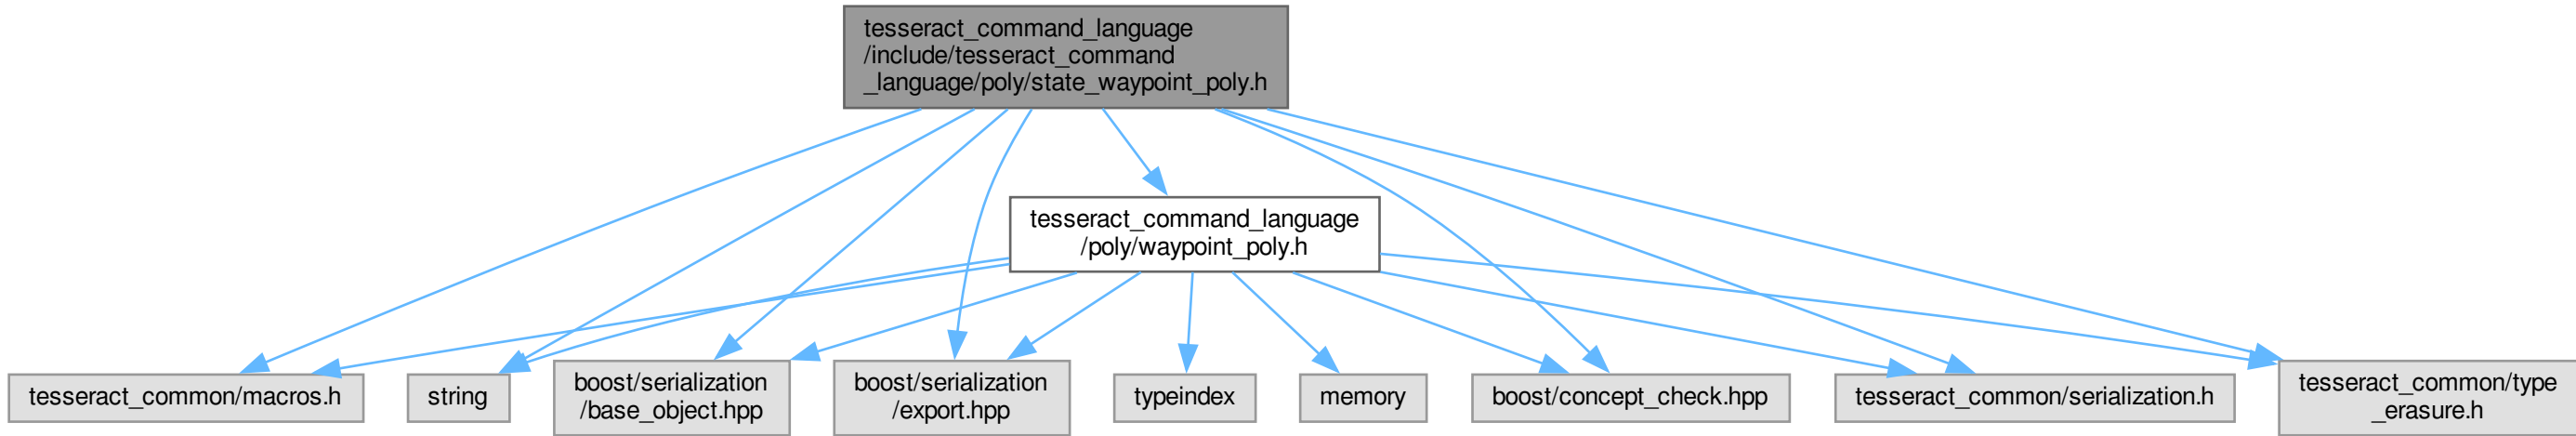 tesseract_command_language
/include/tesseract_command
_language/poly/state_waypoint_poly.h
tesseract_command_language
/poly/waypoint_poly.h
tesseract_common/macros.h
string
boost/serialization
/base_object.hpp
boost/serialization
/export.hpp
typeindex
memory
boost/concept_check.hpp
tesseract_common/serialization.h
tesseract_common/type
_erasure.h